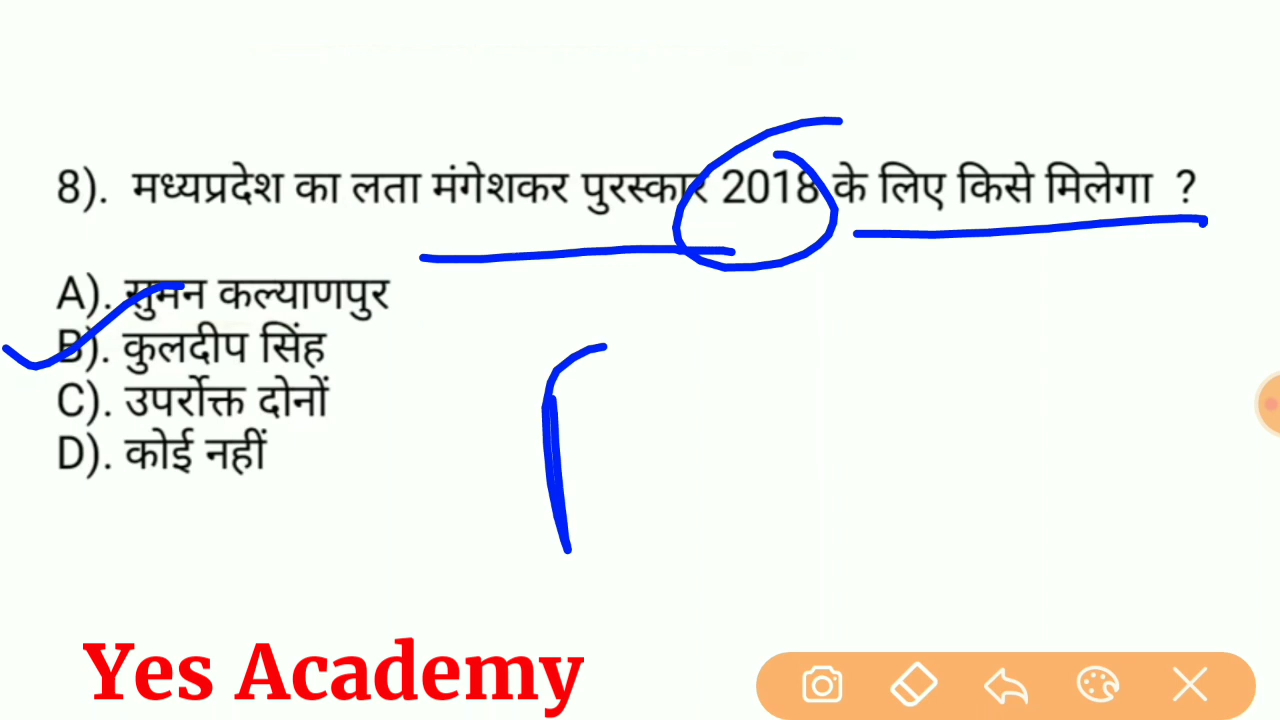 8). मध्यप्रदेश का लता मंगेशकर पुरस्कार 2018 के लिए किसे मिलेगा ?
A). सुमन कल्याणपुर
B). कुलदीप सिंह
C). उपर्रोक्त दोनों
D). कोई नहीं
Yes Academy